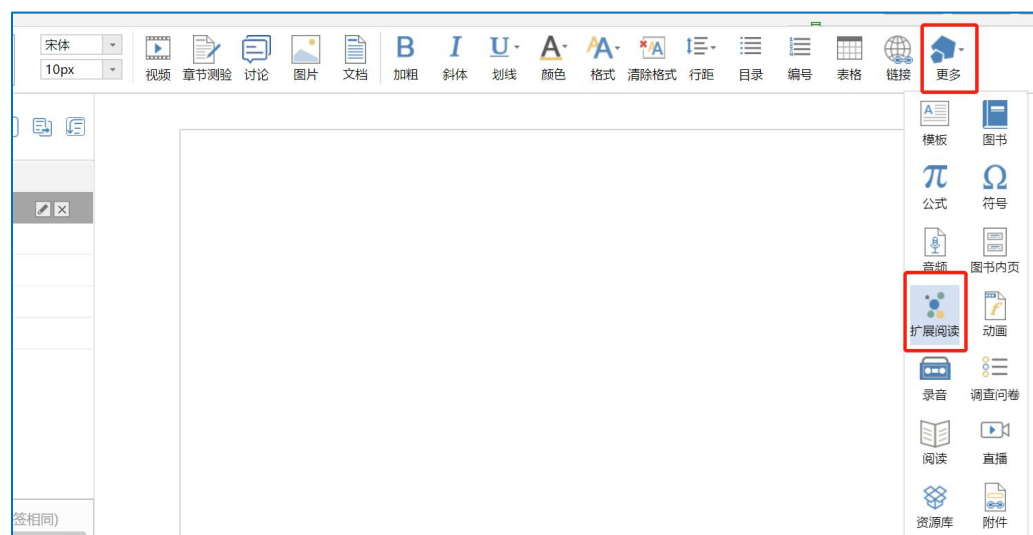 宋体
10px
视频 章节测验 讨论 图片 文档 B 加粗 I 斜体 U 划线 A 颜色 AA 格式 清除格式 行距 目录 编号 表格 链接 更多
模板 图书
π Ω
公式 符号
音频 图书内页
扩展阅读 动画
录音 调查问卷
阅读 直播
资源库 附件
签相同)